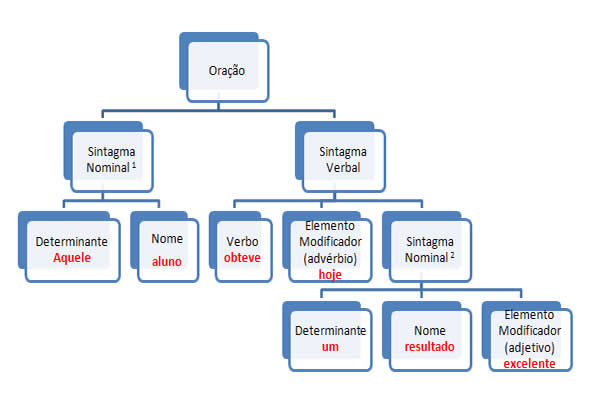 Oração
Sintagma
Nominal 1
Sintagma
Verbal
Determinante
Aquele
Nome
aluno
Verbo
obteve
Elemento
Modificador
(advérbio)
hoje
Sintagma
Nominal 2
Determinante
um
Nome
resultado
Elemento
Modificador
(adjetivo)
excelente